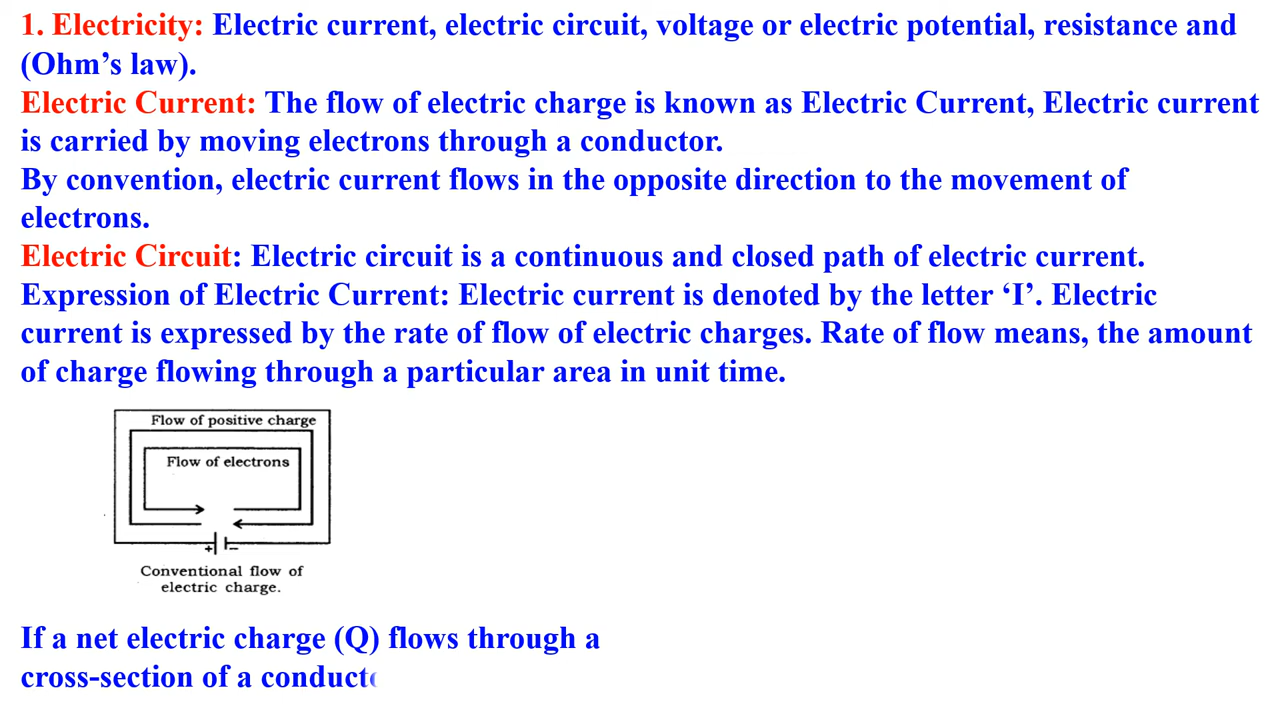 1. Electricity: Electric current, electric circuit, voltage or electric potential, resistance and
(Ohm’s law).
Electric Current: The flow of electric charge is known as Electric Current, Electric current
is carried by moving electrons through a conductor.
By convention, electric current flows in the opposite direction to the movement of
electrons.
Electric Circuit: Electric circuit is a continuous and closed path of electric current.
Expression of Electric Current: Electric current is denoted by the letter ‘I’. Electric
current is expressed by the rate of flow of electric charges. Rate of flow means, the amount
of charge flowing through a particular area in unit time.
Flow of positive charge
Flow of electrons
+ −
Conventional flow of
electric charge.
If a net electric charge (Q) flows through a
cross-section of a